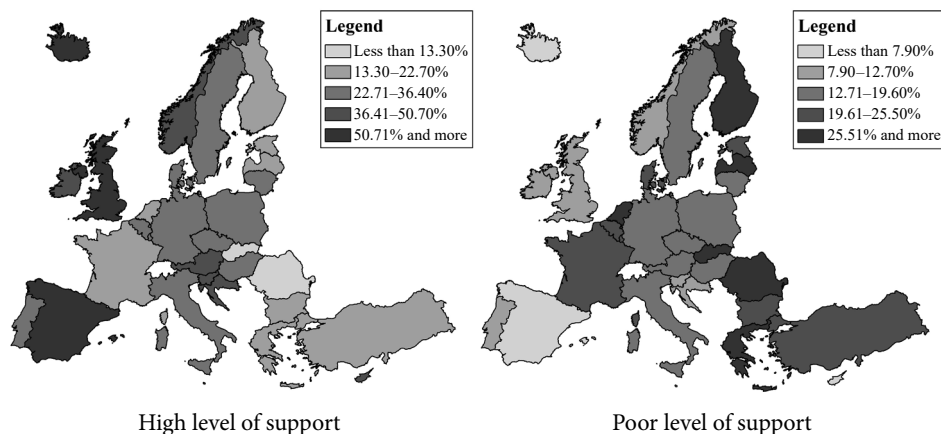 Legend
Less than 13.30%
13.30–22.70%
22.71–36.40%
36.41–50.70%
50.71% and more
Legend
Less than 7.90%
7.90–12.70%
12.71–19.60%
19.61–25.50%
25.51% and more
High level of support
Poor level of support